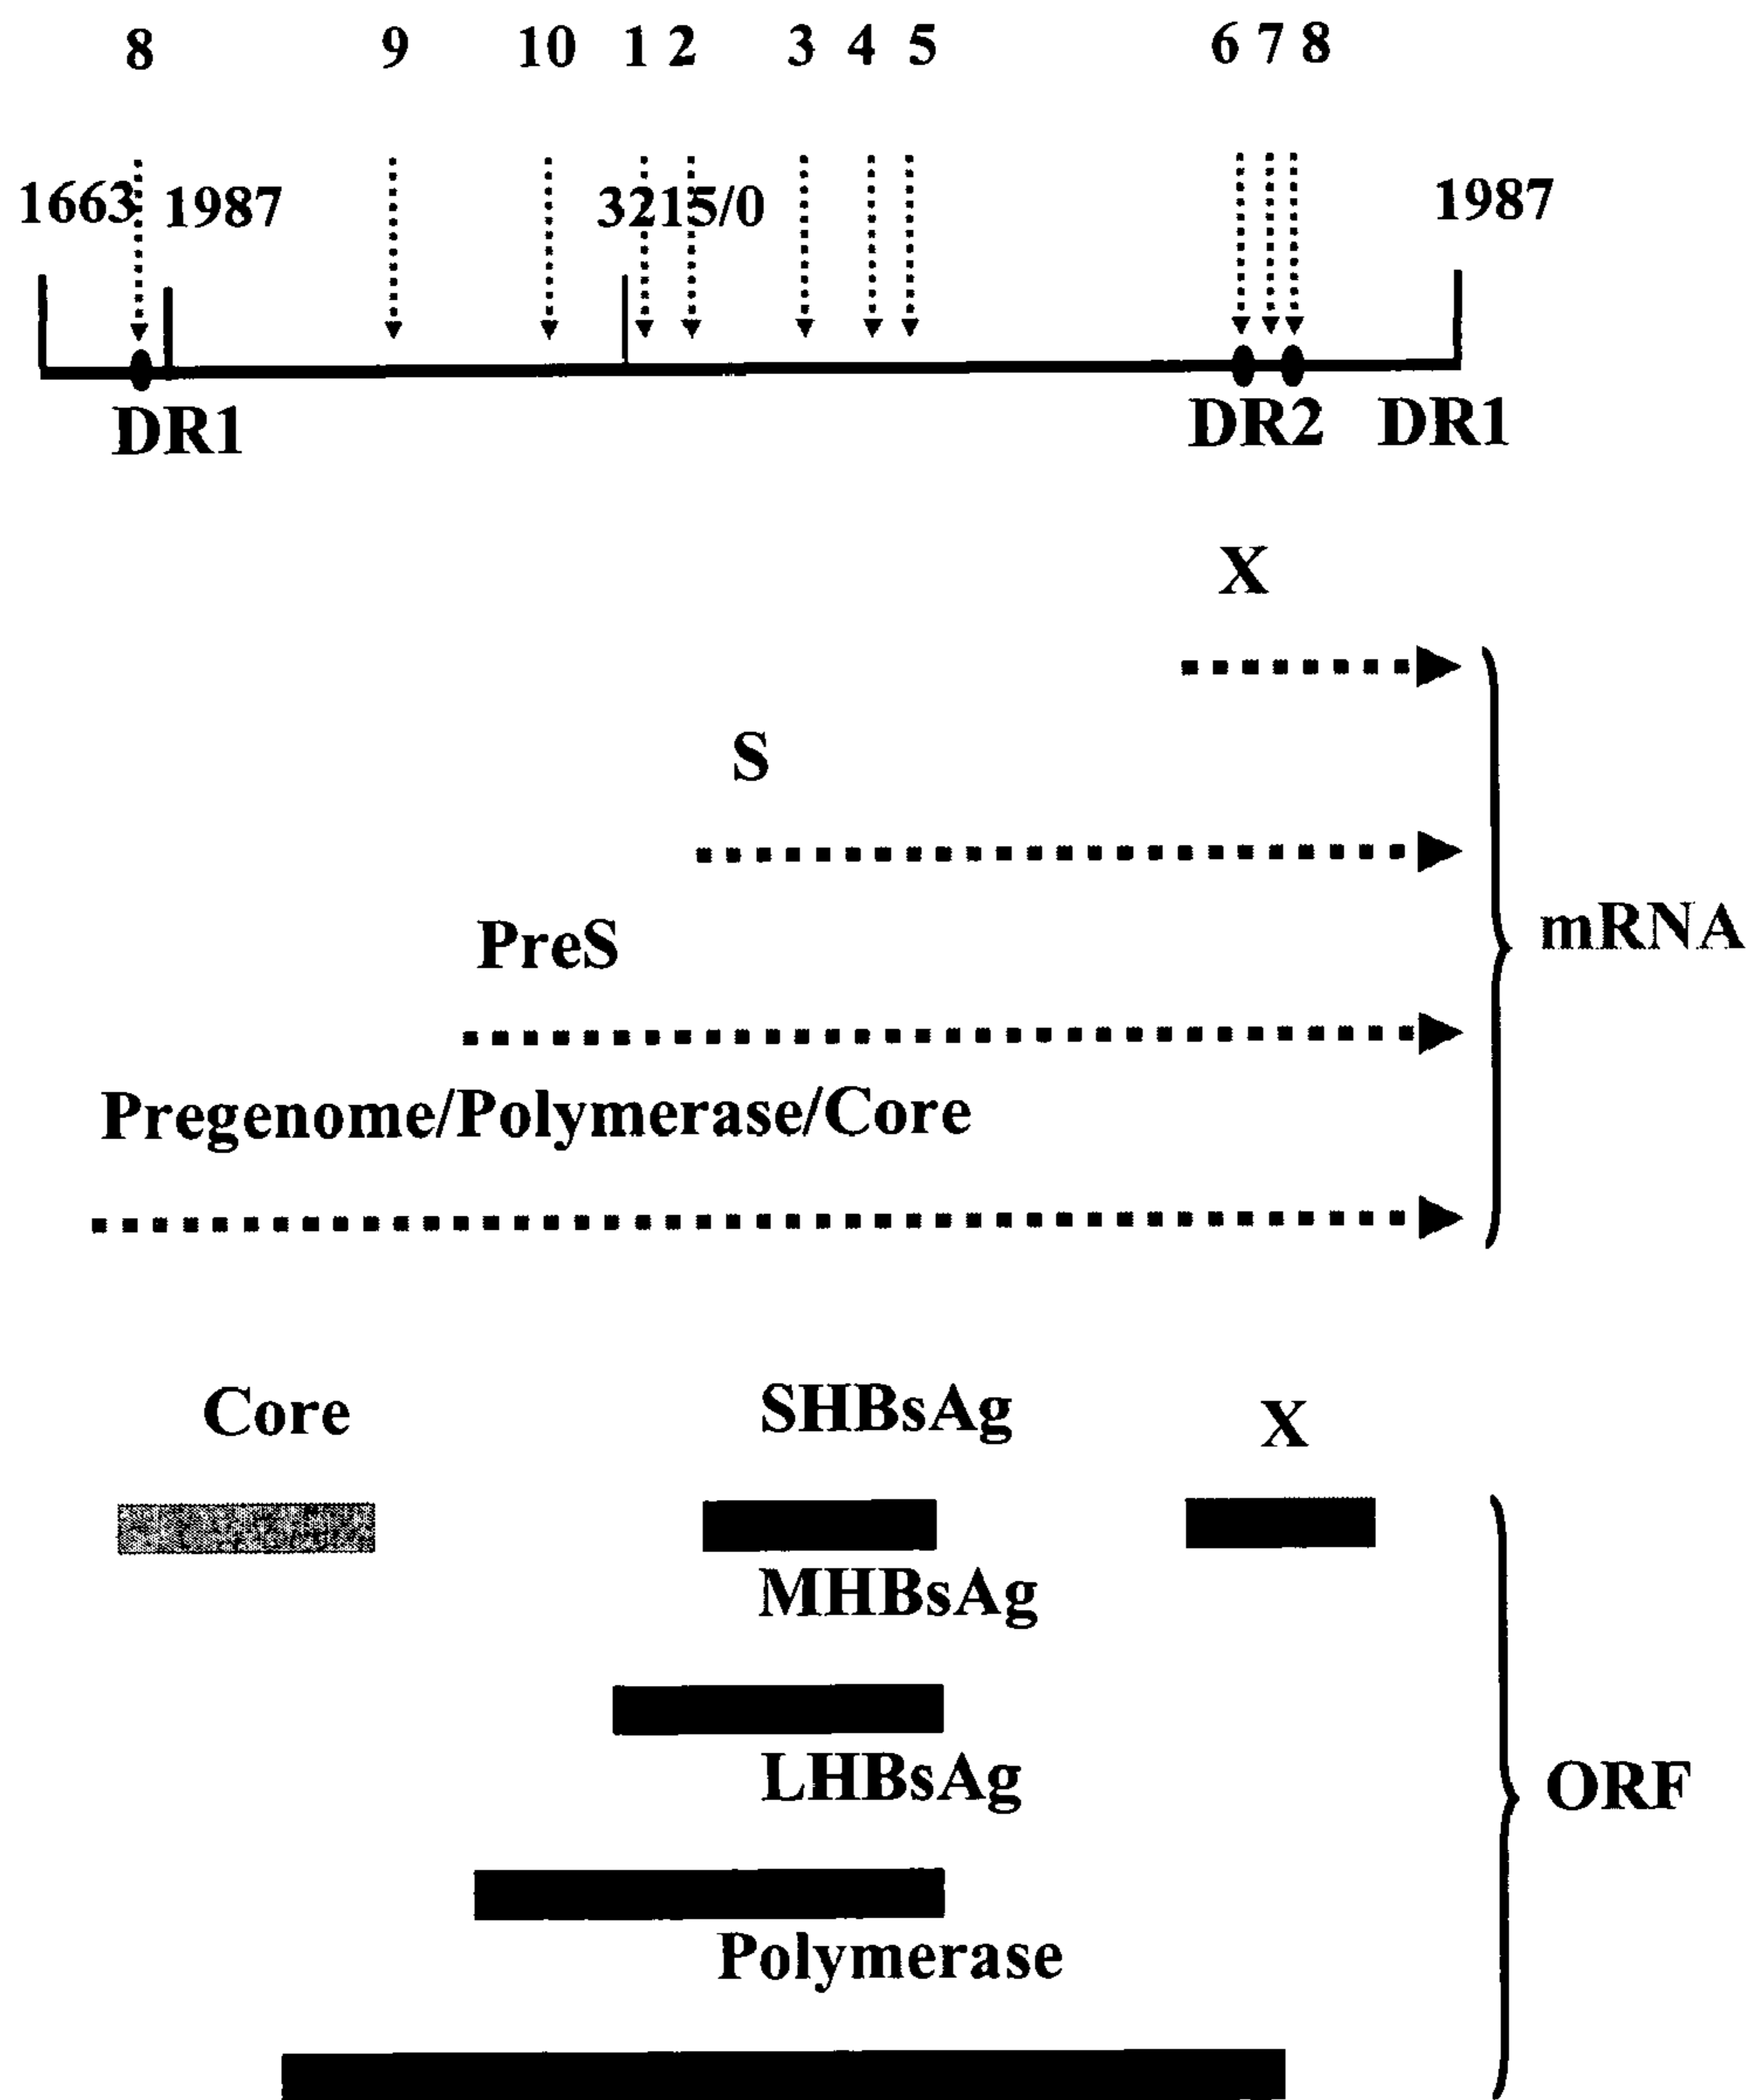 8 9 10 1 2 3 4 5 6 7 8
1663 1987 3215/0 1987
DR1 DR2 DR1
X
S
mRNA
PreS
Pregenome/Polymerase/Core
Core SHBsAg X
MHBsAg
LHBsAg
ORF
Polymerase